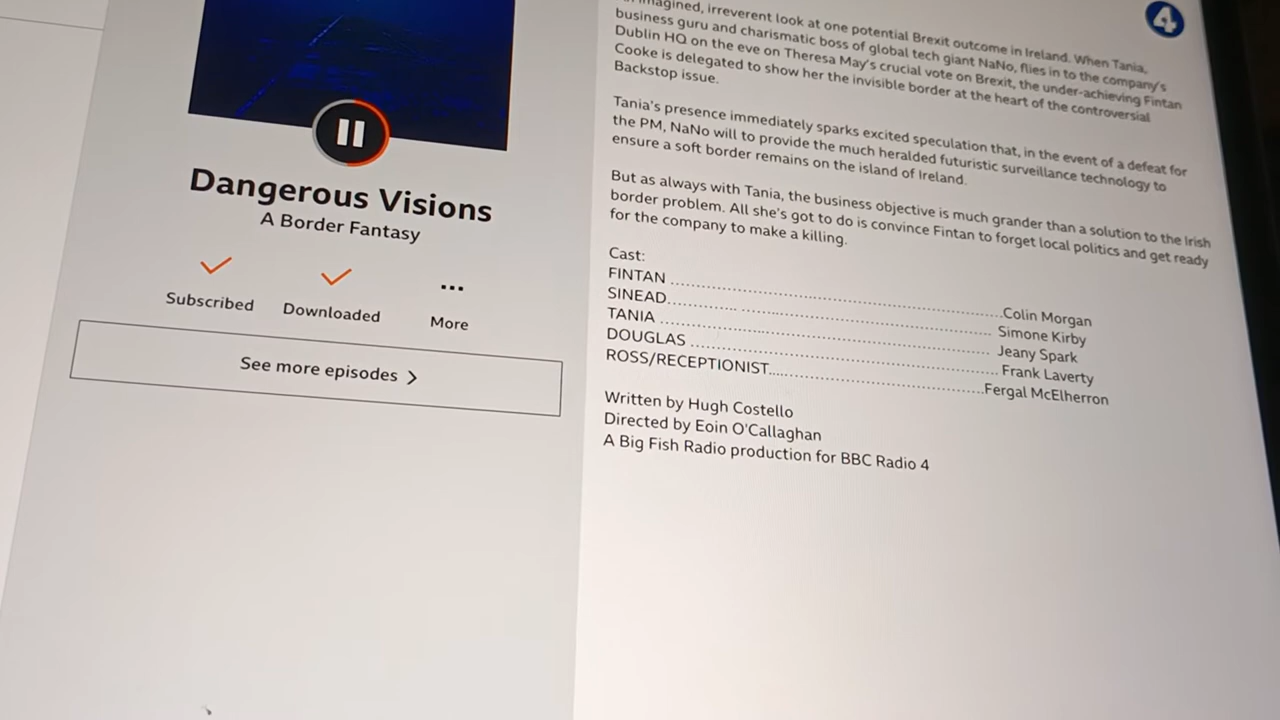 Dangerous Visions
A Border Fantasy
Subscribed
Downloaded
... More
See more episodes >
4
imagined, irreverent look at one potential Brexit outcome in Ireland. When Tania,
business guru and charismatic boss of global tech giant NaNo, flies in to the company's
Dublin HQ on the eve on Theresa May's crucial vote on Brexit, the under-achieving Fintan
Cooke is delegated to show her the invisible border at the heart of the controversial
Backstop issue.
Tania's presence immediately sparks excited speculation that, in the event of a defeat for
the PM, NaNo will to provide the much heralded futuristic surveillance technology to
ensure a soft border remains on the island of Ireland.
But as always with Tania, the business objective is much grander than a solution to the Irish
border problem. All she's got to do is convince Fintan to forget local politics and get ready
for the company to make a killing.
Cast:
FINTAN ........................................................Colin Morgan
SINEAD............. ............................................ Simone Kirby
TANIA ........................................................ Jeany Spark
DOUGLAS .................................................... Frank Laverty
ROSS/RECEPTIONIST.......................................Fergal McElherron
Written by Hugh Costello
Directed by Eoin O'Callaghan
A Big Fish Radio production for BBC Radio 4